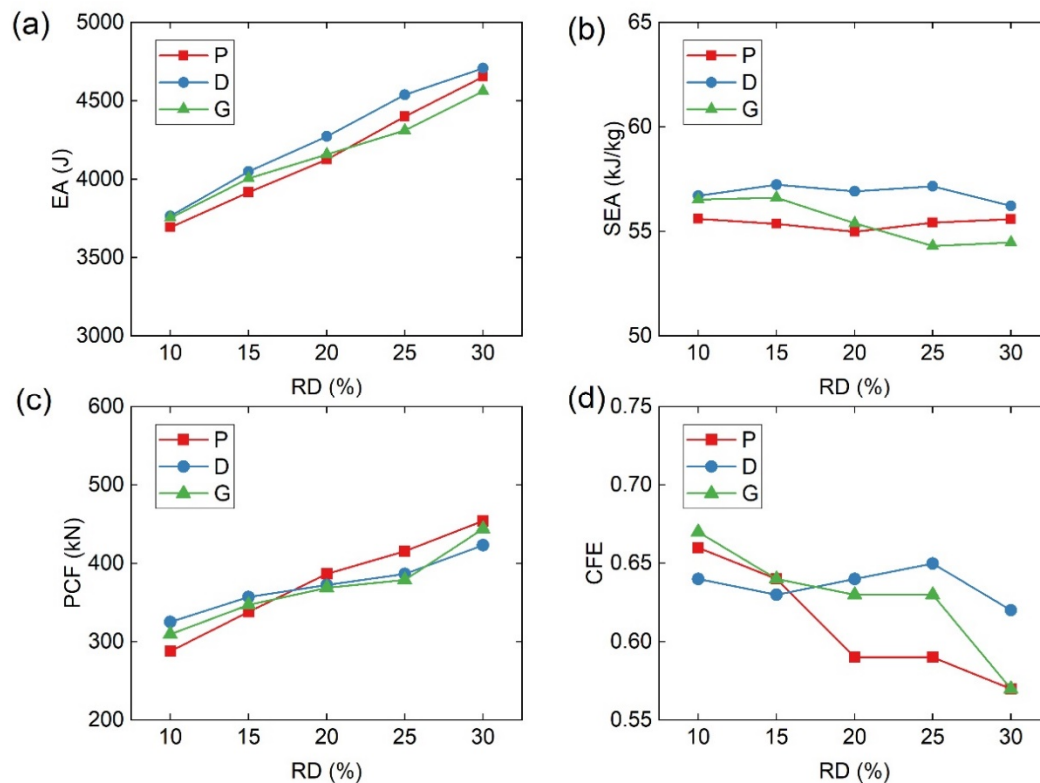 (a)
5000
4500
4000
3500
3000
EA (J)
P
D
G
10 15 20 25 30
RD (%)
(b)
65
60
55
50
SEA (kJ/kg)
P
D
G
10 15 20 25 30
RD (%)
(c)
600
500
400
300
200
PCF (kN)
P
D
G
10 15 20 25 30
RD (%)
(d)
0.75
0.70
0.65
0.60
0.55
CFE
P
D
G
10 15 20 25 30
RD (%)